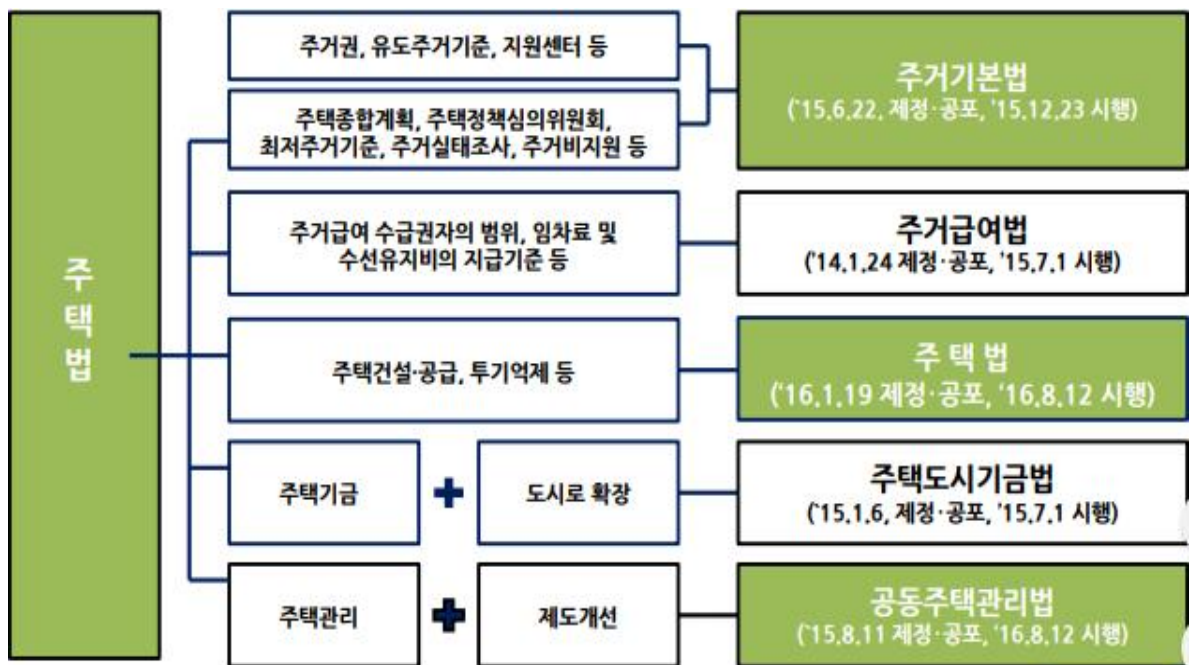 주택법
주거권, 유도주거기준, 지원센터 등
주택종합계획, 주택정책심의위원회,
최저주거기준, 주거실태조사, 주거비지원 등
주거기본법
('15.6.22, 제정·공포, '15.12.23 시행)
주거급여 수급권자의 범위, 임차료 및
수선유지비의 지급기준 등
주거급여법
('14.1.24 제정·공포, '15.7.1 시행)
주택건설·공급, 투기억제 등
주 택 법
('16.1.19 제정·공포, '16.8.12 시행)
주택기금 + 도시로 확장
주택도시기금법
('15.1.6, 제정·공포, '15.7.1 시행)
주택관리 + 제도개선
공동주택관리법
('15.8.11 제정·공포, '16.8.12 시행)